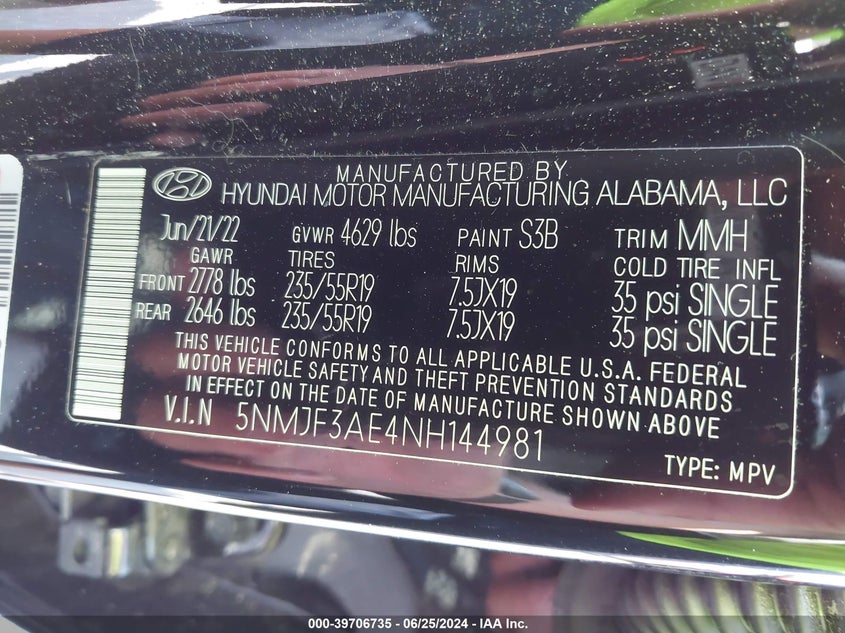 MANUFACTURED BY
HYUNDAI MOTOR MANUFACTURING ALABAMA, LLC
Jun/21/22 GVWR 4629 lbs PAINT S3B TRIM MMH
GAWR TIRES RIMS COLD TIRE INFL
FRONT 2778 lbs 235/55R19 7.5JX19 35 psi SINGLE
REAR 2646 lbs 235/55R19 7.5JX19 35 psi SINGLE
THIS VEHICLE CONFORMS TO ALL APPLICABLE U.S.A. FEDERAL
MOTOR VEHICLE SAFETY AND THEFT PREVENTION STANDARDS
IN EFFECT ON THE DATE OF MANUFACTURE SHOWN ABOVE
V.I.N 5NMJF3AE4NH144981
TYPE: MPV
000-39706735 - 06/25/2024 - IAA Inc.